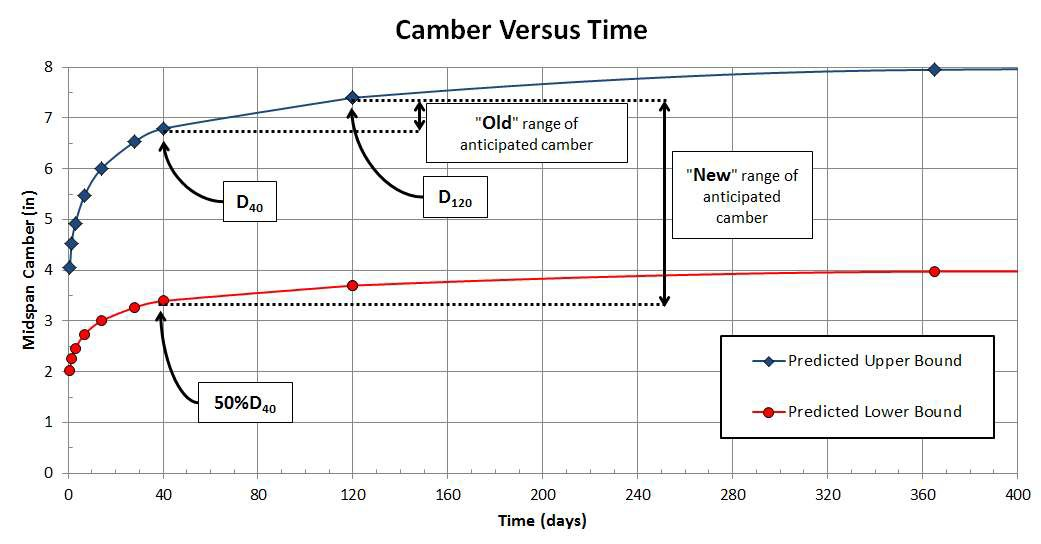 Camber Versus Time
8
7
6
5
4
3
2
1
0
Midspan Camber (in)
"Old" range of
anticipated camber
"New" range of
anticipated
camber
D40
D120
50%D40
Predicted Upper Bound
Predicted Lower Bound
0 40 80 120 160 200 240 280 320 360 400
Time (days)